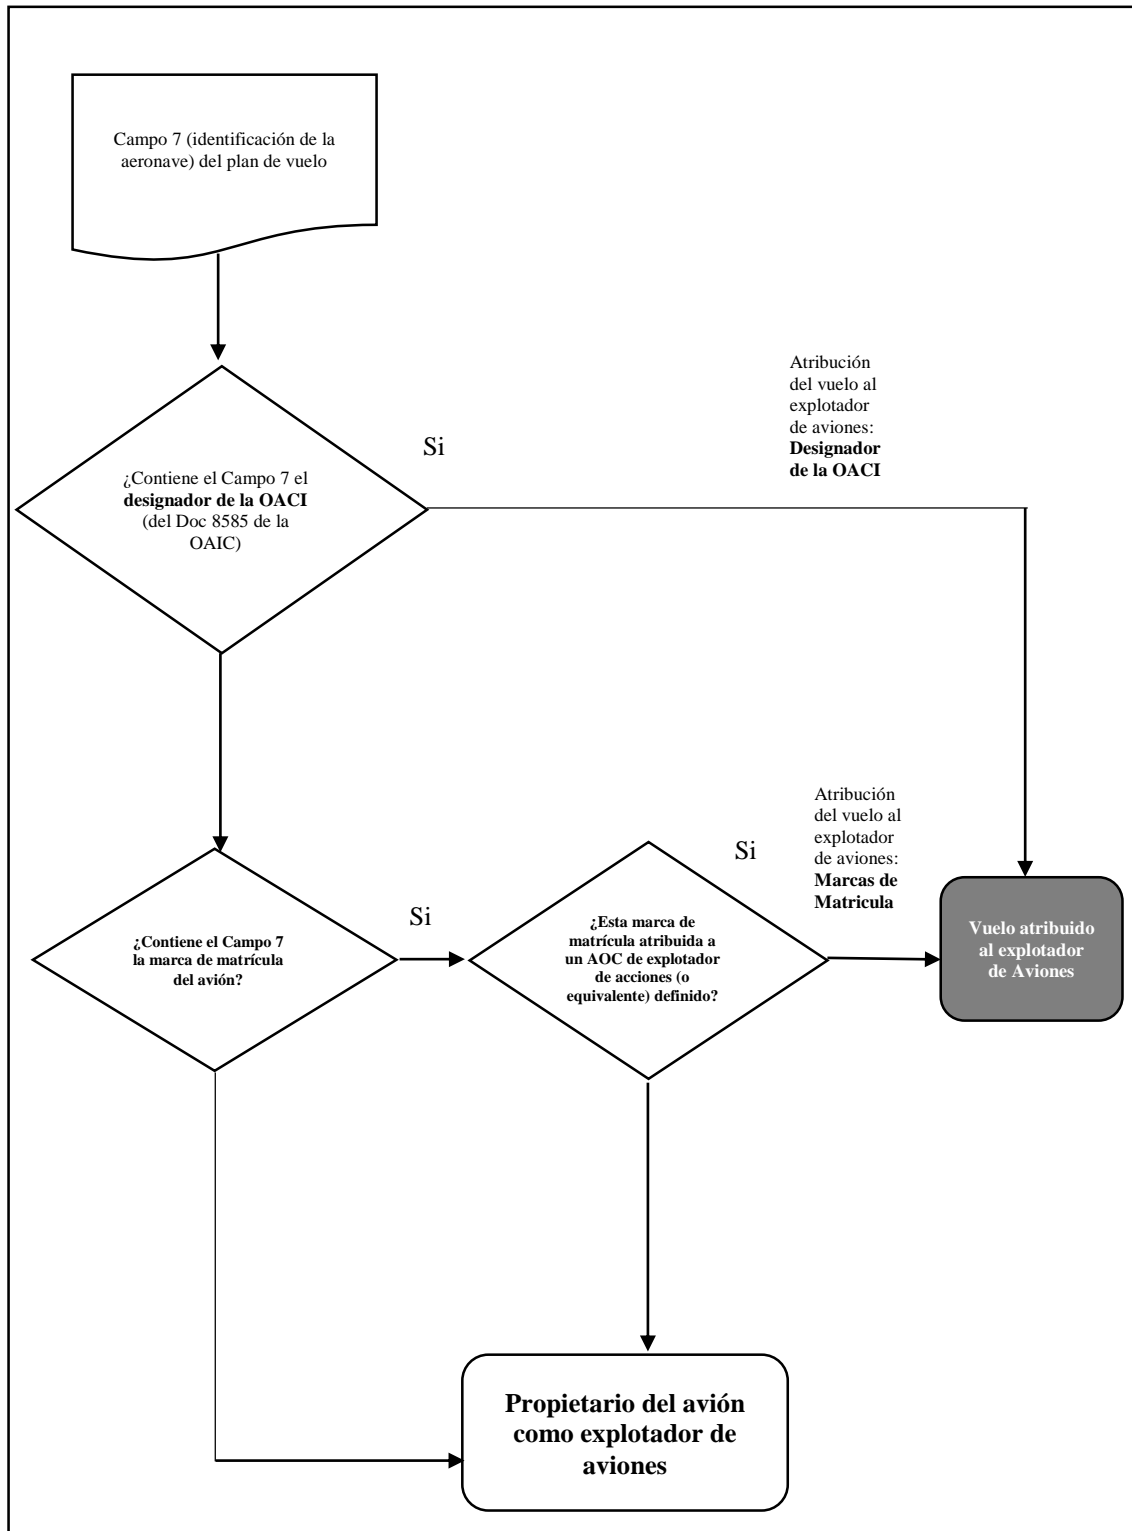 Campo 7 (identificación de la
aeronave) del plan de vuelo
Atribución
del vuelo al
explotador
de aviones:
Designador
de la OACI
Si
¿Contiene el Campo 7 el
designador de la OACI
(del Doc 8585 de la
OAIC)
Atribución
del vuelo al
explotador
de aviones:
Marcas de
Matricula
Si
Si
¿Contiene el Campo 7
la marca de matrícula
del avión?
¿Esta marca de
matrícula atribuida a
un AOC de explotador
de acciones (o
equivalente) definido?
Vuelo atribuido
al explotador
de Aviones
Propietario del avión
como explotador de
aviones